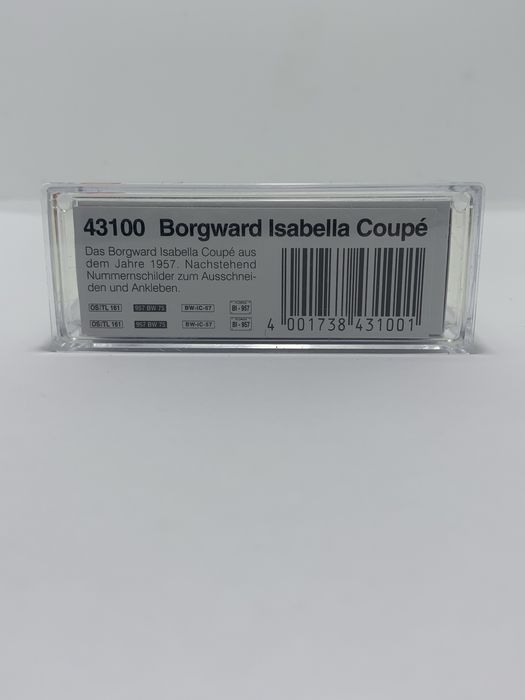 43100 Borgward Isabella Coupé
Das Borgward Isabella Coupé aus
dem Jahre 1957. Nachstehend
Nummernschilder zum Ausschnei-
den und Ankleben.
OS/TL 161 957 BW 75 BW-IC-57 BI - 957
OS/TL 161 957 BW 75 BW-IC-57 BI - 957
4 001738 431001